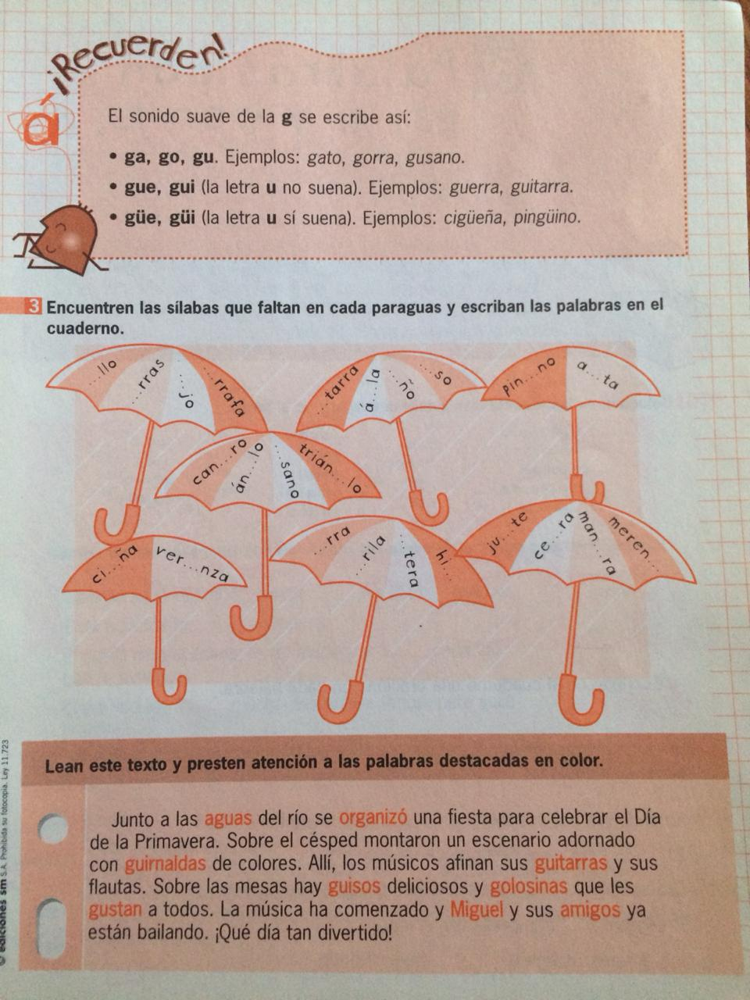 ¡Recuerden!
á
El sonido suave de la g se escribe así:
• ga, go, gu. Ejemplos: gato, gorra, gusano.
• gue, gui (la letra u no suena). Ejemplos: guerra, guitarra.
• güe, güi (la letra u sí suena). Ejemplos: cigüeña, pingüino.
3 Encuentren las sílabas que faltan en cada paraguas y escriban las palabras en el
cuaderno.
...llo
...rras
...jo
...rrafa
...tarra
á...la
...ño
...so
pin...no
a...ta
can...ro
án...lo
...sano
trián...lo
ci...ña
ver...nza
...rra
...rila
...tera
hi...
ju...te
ce...ra
man...ra
meren...
Lean este texto y presten atención a las palabras destacadas en color.
Junto a las aguas del río se organizó una fiesta para celebrar el Día
de la Primavera. Sobre el césped montaron un escenario adornado
con guirnaldas de colores. Allí, los músicos afinan sus guitarras y sus
flautas. Sobre las mesas hay guisos deliciosos y golosinas que les
gustan a todos. La música ha comenzado y Miguel y sus amigos ya
están bailando. ¡Qué día tan divertido!
© ediciones sm S.A. Prohibida su fotocopia. Ley 11.723